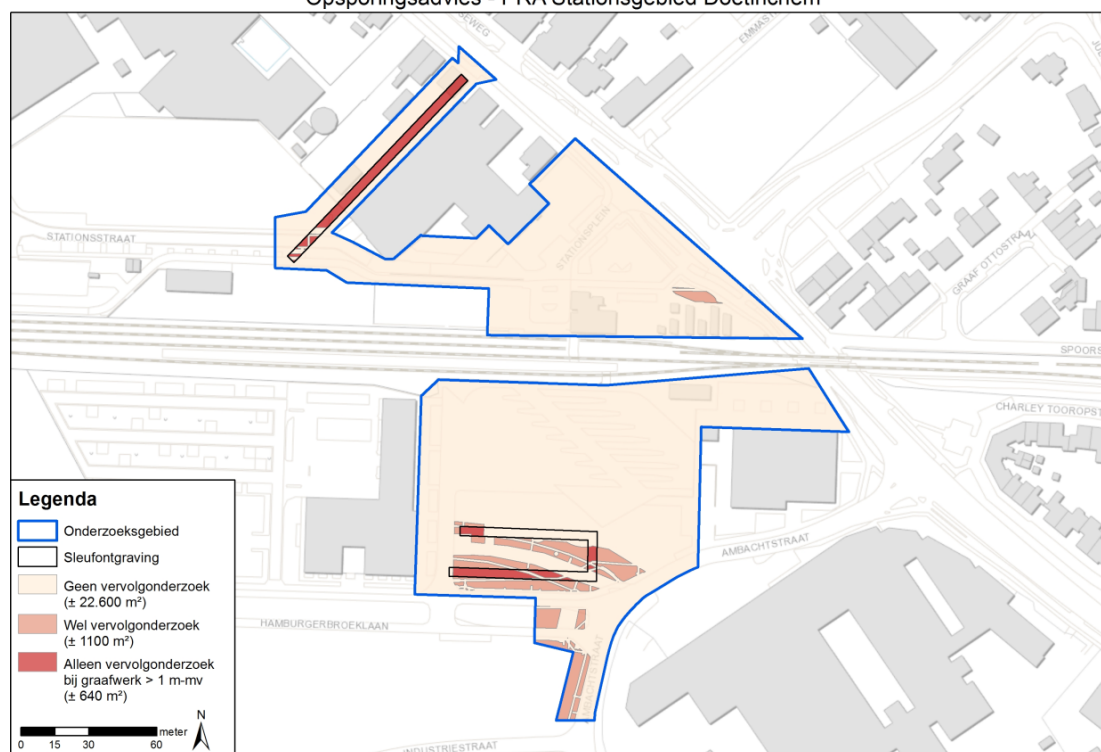 Opsporingsadvies - PRA Stationsgebied Doetinchem
EMMASTRAAT
STATIONSSTRAAT
STATIONSPLEIN
GRAAF OTTOSTRAAT
SPOORS
CHARLEY TOOROPST
AMBACHTSTRAAT
HAMBURGERBROEKLAAN
AMBACHTSTRAAT
INDUSTRIESTRAAT
Legenda
Onderzoeksgebied
Sleufontgraving
Geen vervolgonderzoek
(± 22.600 m²)
Wel vervolgonderzoek
(± 1100 m²)
Alleen vervolgonderzoek
bij graafwerk > 1 m-mv
(± 640 m²)
N
meter
0 15 30 60